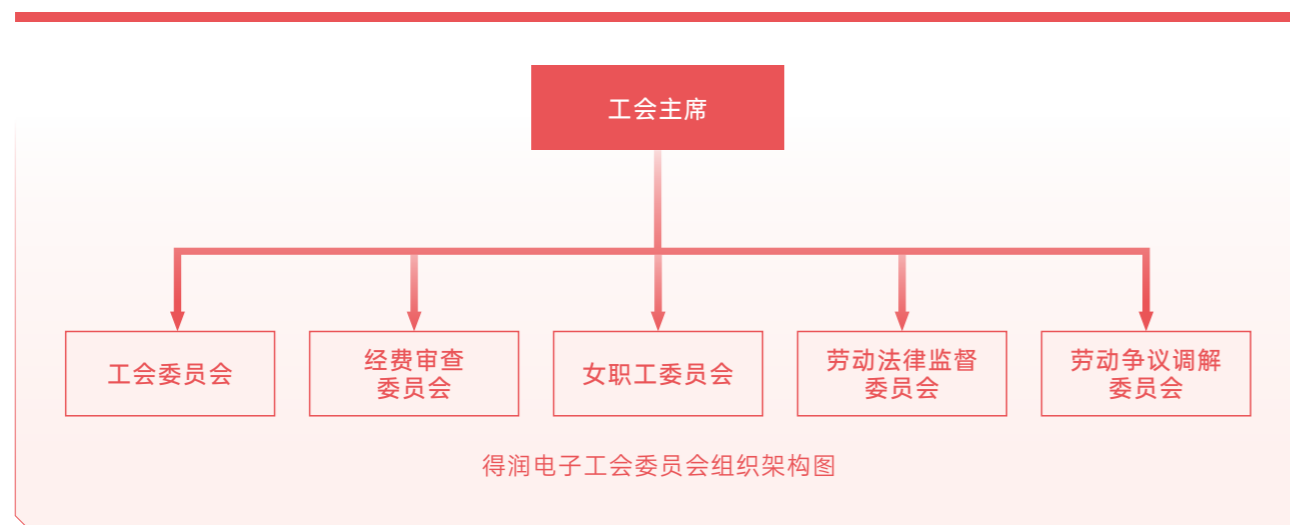 工会主席
工会委员会
经费审查
委员会
女职工委员会
劳动法律监督
委员会
劳动争议调解
委员会
得润电子工会委员会组织架构图